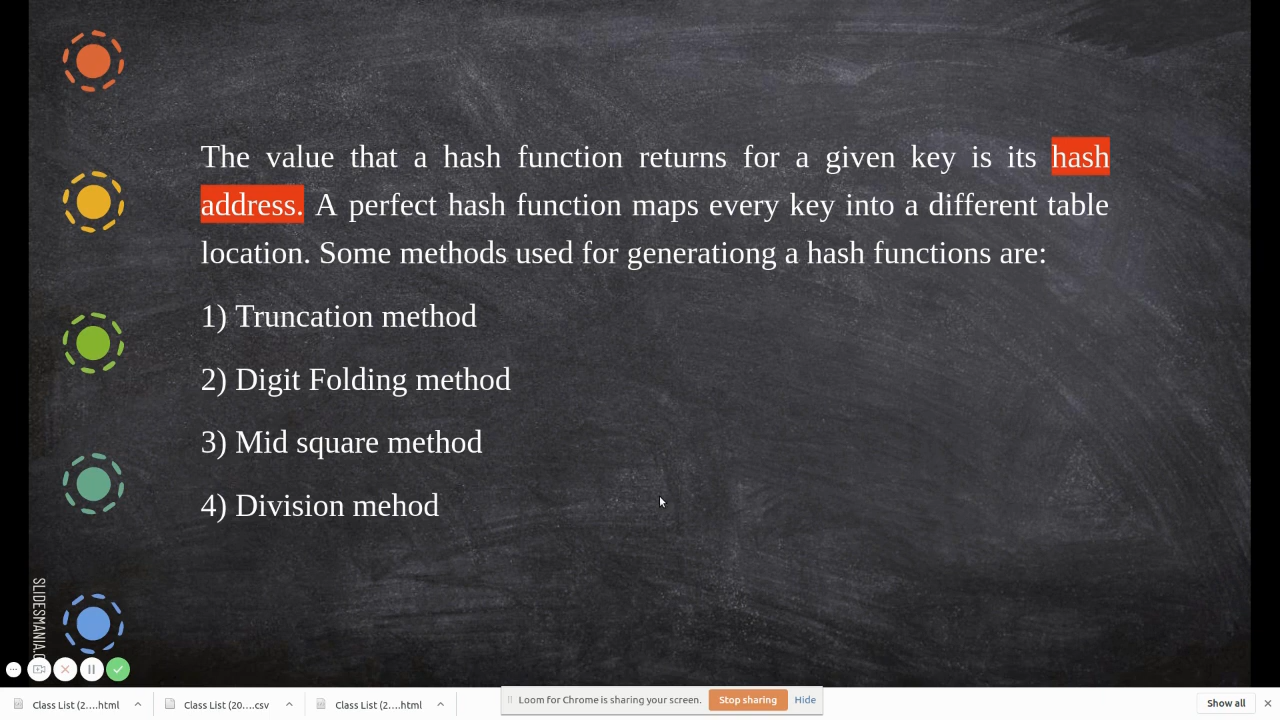 The value that a hash function returns for a given key is its hash
address. A perfect hash function maps every key into a different table
location. Some methods used for generationg a hash functions are:
1) Truncation method
2) Digit Folding method
3) Mid square method
4) Division mehod
SLIDESMANIA.C
Class List (2....html
Class List (20....csv
Class List (2....html
Loom for Chrome is sharing your screen.
Stop sharing
Hide
Show all